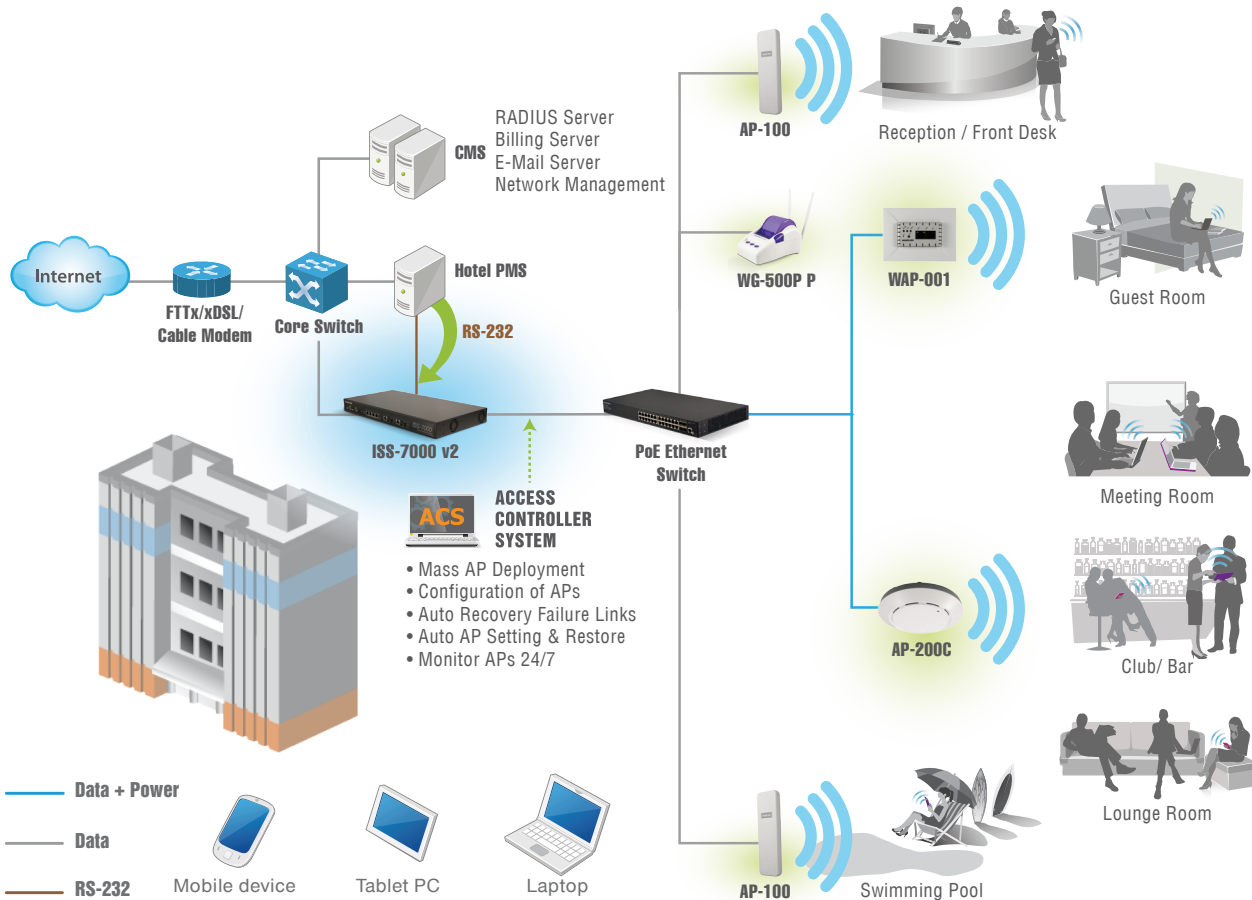 RADIUS Server
Billing Server
E-Mail Server
Network Management
CMS
Internet
FTTx/xDSL/
Cable Modem
Core Switch
Hotel PMS
RS-232
ISS-7000 v2
PoE Ethernet
Switch
ACS
ACCESS
CONTROLLER
SYSTEM
• Mass AP Deployment
• Configuration of APs
• Auto Recovery Failure Links
• Auto AP Setting & Restore
• Monitor APs 24/7
AP-100
Reception / Front Desk
WG-500P P
WAP-001
Guest Room
Meeting Room
AP-200C
Club/ Bar
Lounge Room
AP-100
Swimming Pool
Data + Power
Data
RS-232
Mobile device
Tablet PC
Laptop